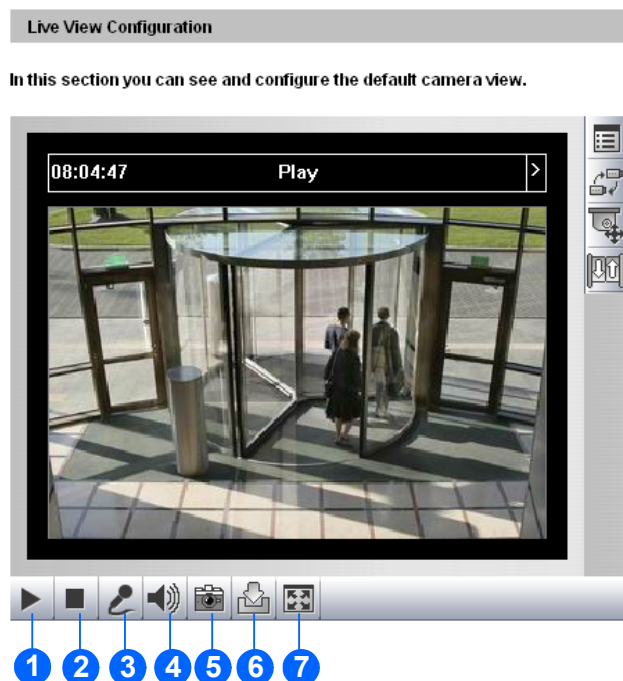 Live View Configuration
In this section you can see and configure the default camera view.
08:04:47 Play >
1 2 3 4 5 6 7